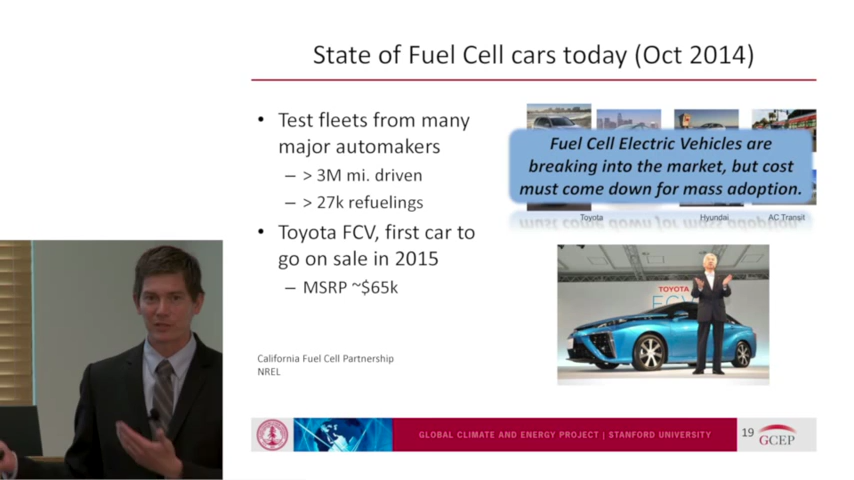 State of Fuel Cell cars today (Oct 2014)
• Test fleets from many
major automakers
– > 3M mi. driven
– > 27k refuelings
• Toyota FCV, first car to
go on sale in 2015
– MSRP ~$65k
Fuel Cell Electric Vehicles are
breaking into the market, but cost
must come down for mass adoption.
Toyota
Hyundai
AC Transit
TOYOTA
FCV
California Fuel Cell Partnership
NREL
GLOBAL CLIMATE AND ENERGY PROJECT | STANFORD UNIVERSITY
19
GCEP